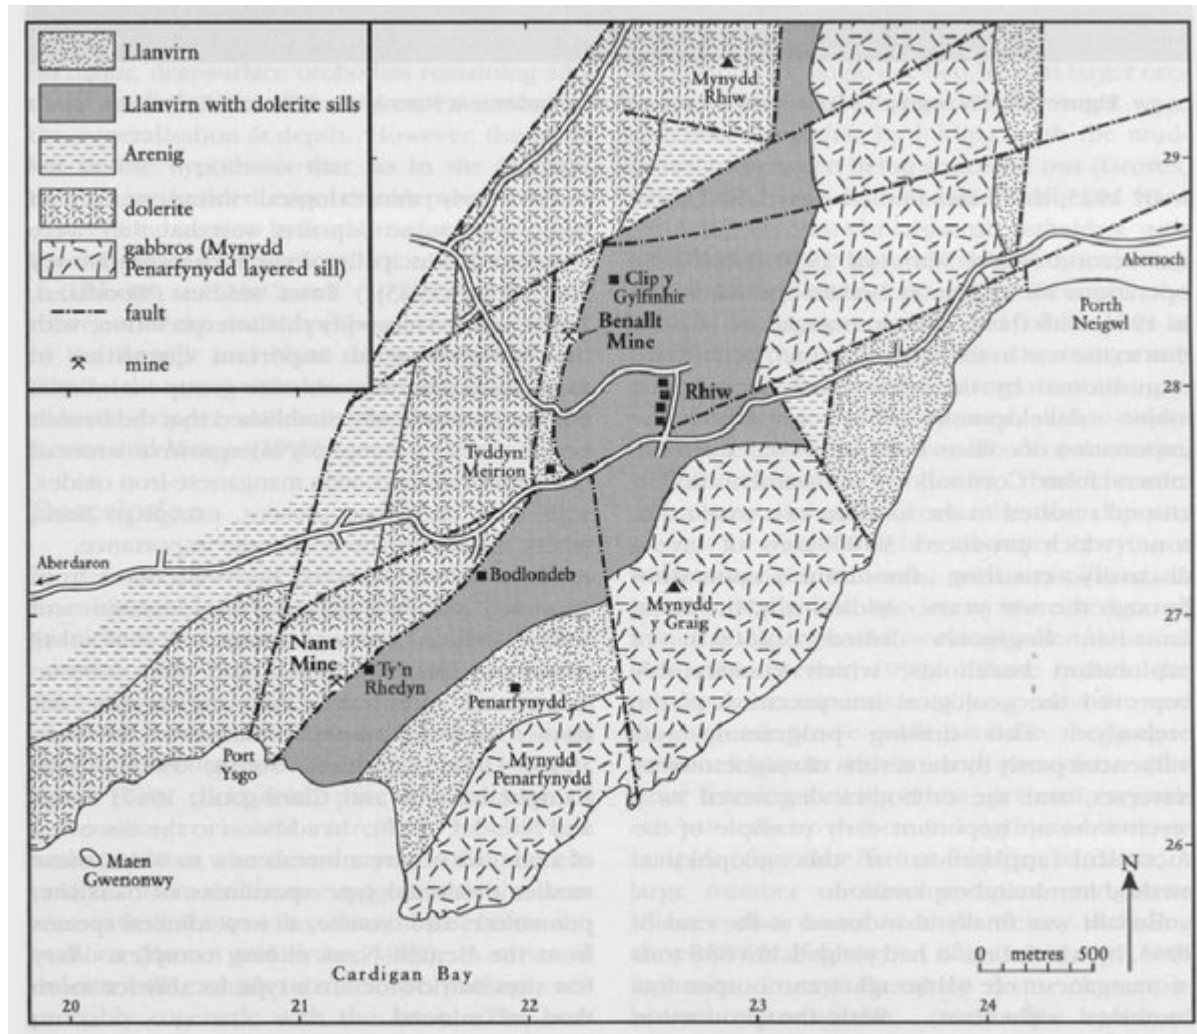 Llanvirn
Llanvirn with dolerite sills
Arenig
dolerite
gabbros (Mynydd
Penarfynydd layered sill)
fault
mine
Mynydd
Rhiw
29
Abersoch
Clip y
Gylfinhir
Porth
Neigwl
Benallt
Mine
28
Rhiw
Tyddyn
Meirion
Aberdaron
Bodlondeb
Mynydd
y Graig
27
Nant
Mine
Ty'n
Rhedyn
Penarfynydd
Port
Ysgo
Mynydd
Penarfynydd
26
Maen
Gwenonwy
N
0 metres 500
Cardigan Bay
20 21 22 23 24